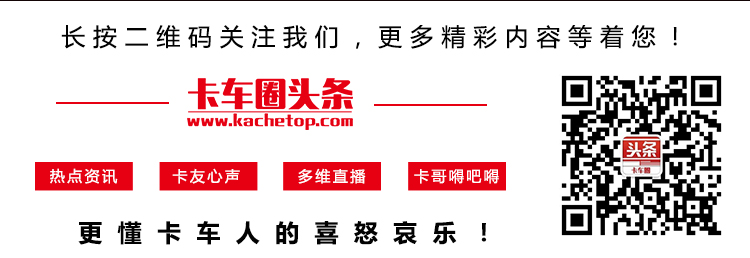 长按二维码关注我们，更多精彩内容等着您！
卡车圈头条
www.kachetop.com
热点资讯 卡友心声 多维直播 卡哥嘚吧嘚
更懂卡车人的喜怒哀乐！
头条
卡车圈